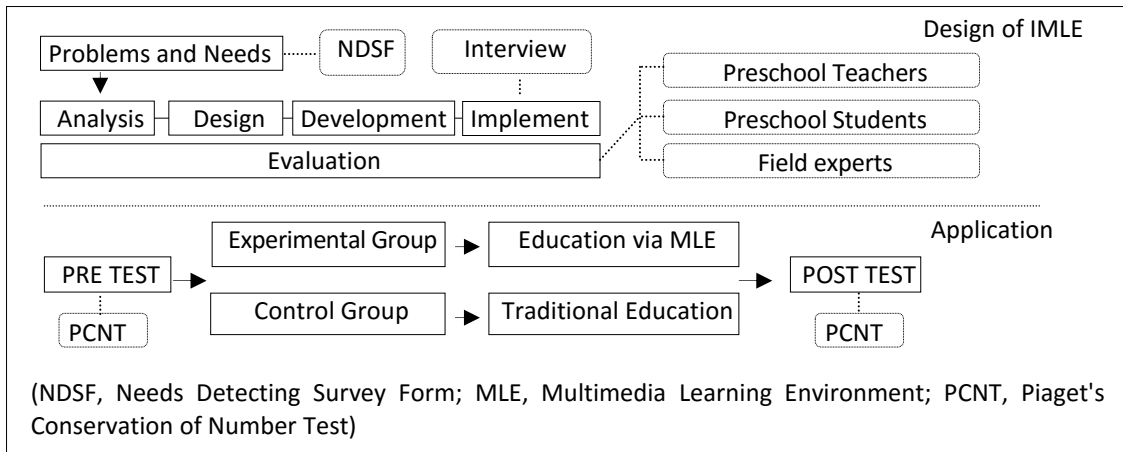 Design of IMLE
Problems and Needs
NDSF
Interview
Preschool Teachers
Analysis
Design
Development
Implement
Preschool Students
Evaluation
Field experts
Application
Experimental Group
Education via MLE
PRE TEST
POST TEST
Control Group
Traditional Education
PCNT
PCNT
(NDSF, Needs Detecting Survey Form; MLE, Multimedia Learning Environment; PCNT, Piaget's
Conservation of Number Test)